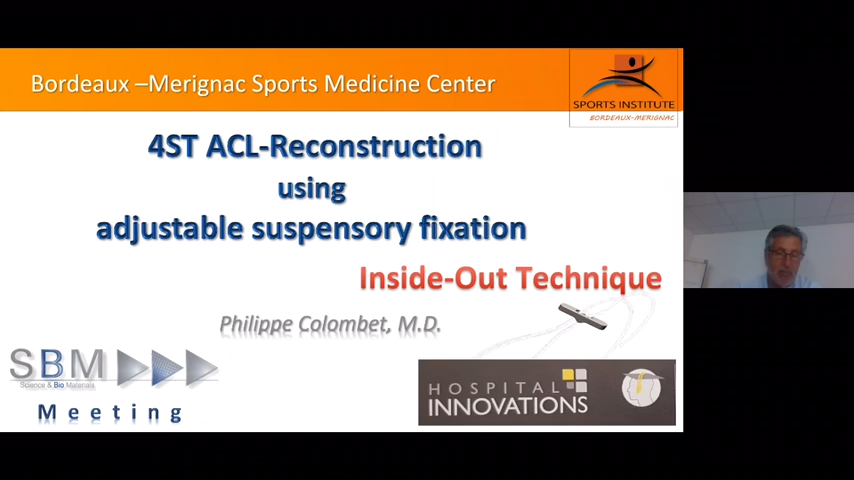 Bordeaux –Merignac Sports Medicine Center
SPORTS INSTITUTE
BORDEAUX-MERIGNAC
4ST ACL-Reconstruction
using
adjustable suspensory fixation
Inside-Out Technique
Philippe Colombet, M.D.
SBM
Science & Bio Materials
Meeting
HOSPITAL
INNOVATIONS